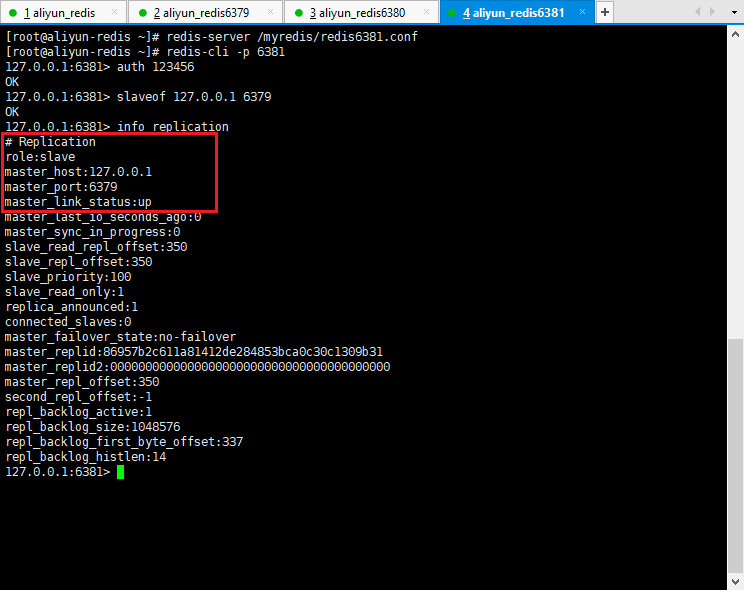 1 aliyun_redis × 2 aliyun_redis6379 × 3 aliyun_redis6380 × 4 aliyun_redis6381 × +
[root@aliyun-redis ~]# redis-server /myredis/redis6381.conf
[root@aliyun-redis ~]# redis-cli -p 6381
127.0.0.1:6381> auth 123456
OK
127.0.0.1:6381> slaveof 127.0.0.1 6379
OK
127.0.0.1:6381> info replication
# Replication
role:slave
master_host:127.0.0.1
master_port:6379
master_link_status:up
master_last_io_seconds_ago:0
master_sync_in_progress:0
slave_read_repl_offset:350
slave_repl_offset:350
slave_priority:100
slave_read_only:1
replica_announced:1
connected_slaves:0
master_failover_state:no-failover
master_replid:86957b2c611a81412de284853bca0c30c1309b31
master_replid2:0000000000000000000000000000000000000000
master_repl_offset:350
second_repl_offset:-1
repl_backlog_active:1
repl_backlog_size:1048576
repl_backlog_first_byte_offset:337
repl_backlog_histlen:14
127.0.0.1:6381>